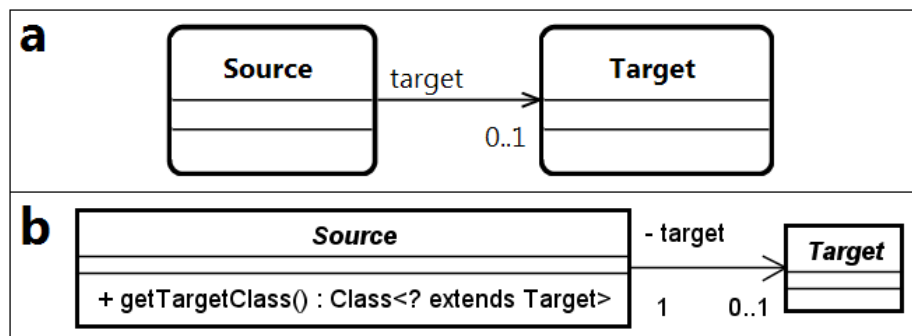 a
Source
target
Target
0..1
b
Source
- target
Target
+ getTargetClass() : Class<? extends Target>
1
0..1